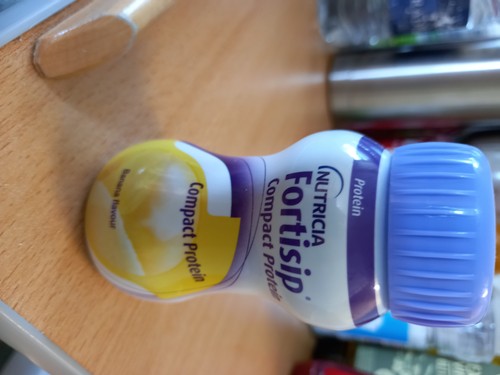 Protein
NUTRICIA
Fortisip
Compact Protein
Compact Protein
Banana flavour